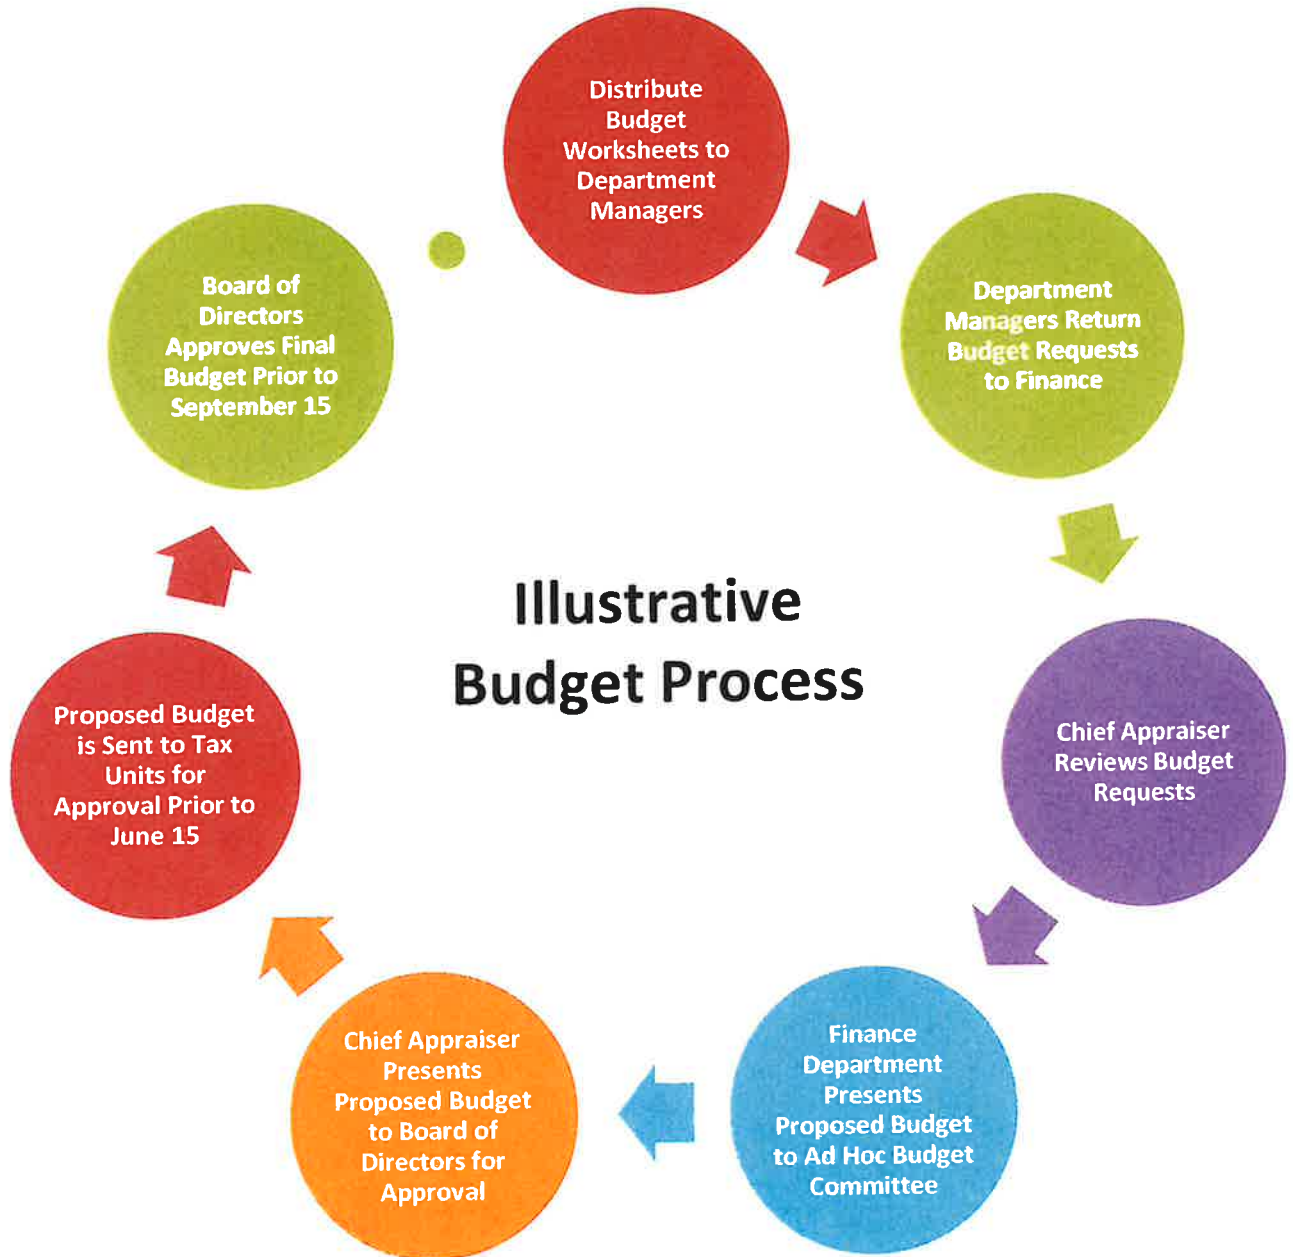 Distribute
Budget
Worksheets to
Department
Managers
Department
Managers Return
Budget Requests
to Finance
Chief Appraiser
Reviews Budget
Requests
Finance
Department
Presents
Proposed Budget
to Ad Hoc Budget
Committee
Chief Appraiser
Presents
Proposed Budget
to Board of
Directors for
Approval
Proposed Budget
is Sent to Tax
Units for
Approval Prior to
June 15
Board of
Directors
Approves Final
Budget Prior to
September 15
Illustrative
Budget Process